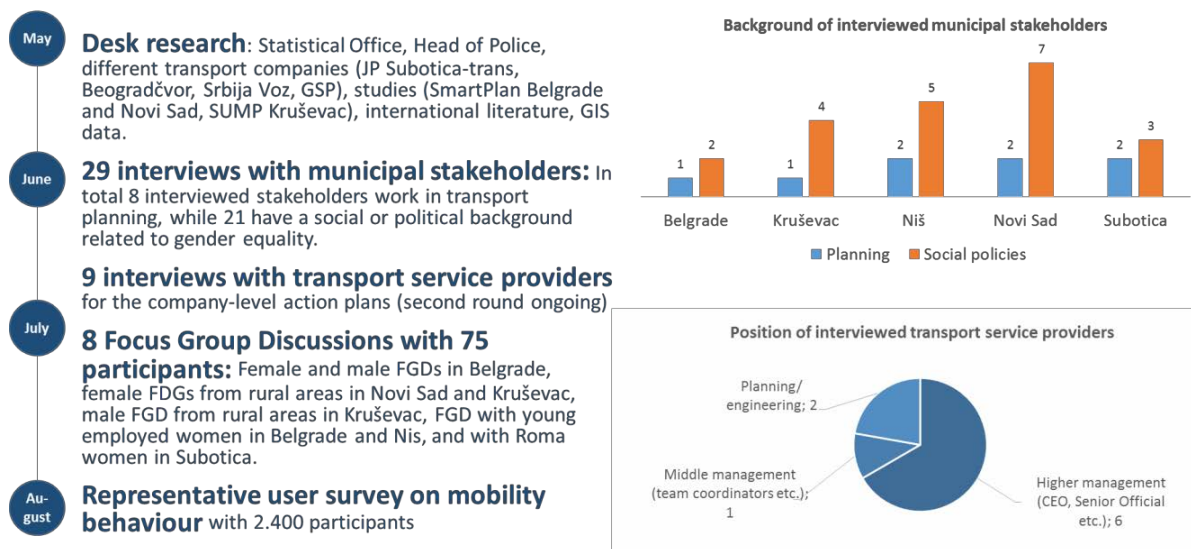 May
Desk research: Statistical Office, Head of Police,
different transport companies (JP Subotica-trans,
Beogradčvor, Srbija Voz, GSP), studies (SmartPlan Belgrade
and Novi Sad, SUMP Kruševac), international literature, GIS
data.
June
29 interviews with municipal stakeholders: In
total 8 interviewed stakeholders work in transport
planning, while 21 have a social or political background
related to gender equality.
9 interviews with transport service providers
for the company-level action plans (second round ongoing)
July
8 Focus Group Discussions with 75
participants: Female and male FGDs in Belgrade,
female FDGs from rural areas in Novi Sad and Kruševac,
male FGD from rural areas in Kruševac, FGD with young
employed women in Belgrade and Nis, and with Roma
women in Subotica.
Au-
gust
Representative user survey on mobility
behaviour with 2.400 participants
Background of interviewed municipal stakeholders
1 2 1 4 2 5 2 7 2 3
Belgrade Kruševac Niš Novi Sad Subotica
Planning Social policies
Position of interviewed transport service providers
Planning/
engineering; 2
Middle management
(team coordinators etc.);
1
Higher management
(CEO, Senior Official
etc.); 6